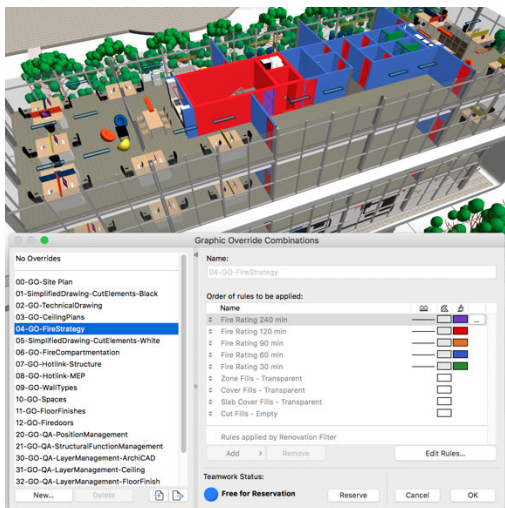 Graphic Override Combinations
No Overrides
00-GO-Site Plan
01-SimplifiedDrawing-CutElements-Black
02-GO-TechnicalDrawing
03-GO-CeilingPlans
04-GO-FireStrategy
05-SimplifiedDrawing-CutElements-White
06-GO-FireCompmrtmentation
07-GO-Hotlink-Structure
08-GO-Hotlink-MEP
09-GO-WallTypes
10-GO-Spaces
11-GO-FloorFinishes
12-GO-Firedoors
20-GO-QA-PositionManagement
21-GO-QA-StructuralFunctionManagement
30-GO-QA-LayerManagement-ArchiCAD
31-GO-QA-LayerManagement-Ceiling
32-GO-QA-LayerManagement-FloorFinish
New...
Delete
Name:
04-GO-FireStrategy
Order of rules to be applied:
Name
Fire Rating 240 min
...
Fire Rating 120 min
Fire Rating 90 min
Fire Rating 60 min
Fire Rating 30 min
Zone Fills - Transparent
Cover Fills - Transparent
Slab Cover Fills - Transparent
Cut Fills - Empty
Rules applied by Renovation Filter
Add
Remove
Edit Rules...
Teamwork Status:
Free for Reservation
Reserve
Cancel
OK